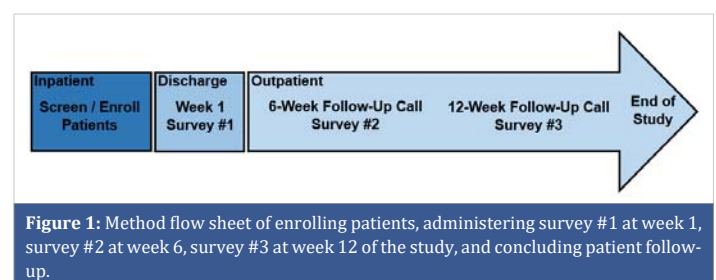 Inpatient
Screen / Enroll
Patients
Discharge
Week 1
Survey #1
Outpatient
6-Week Follow-Up Call
Survey #2
12-Week Follow-Up Call
Survey #3
End of
Study
Figure 1: Method flow sheet of enrolling patients, administering survey #1 at week 1,
survey #2 at week 6, survey #3 at week 12 of the study, and concluding patient follow-
up.